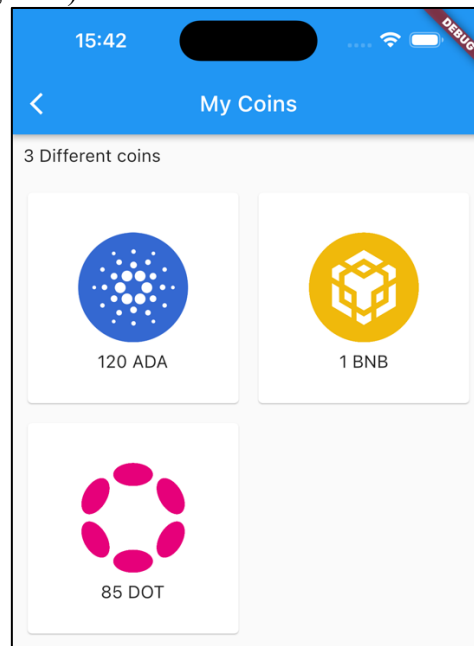 15:42
DEBUG
My Coins
3 Different coins
120 ADA
1 BNB
85 DOT